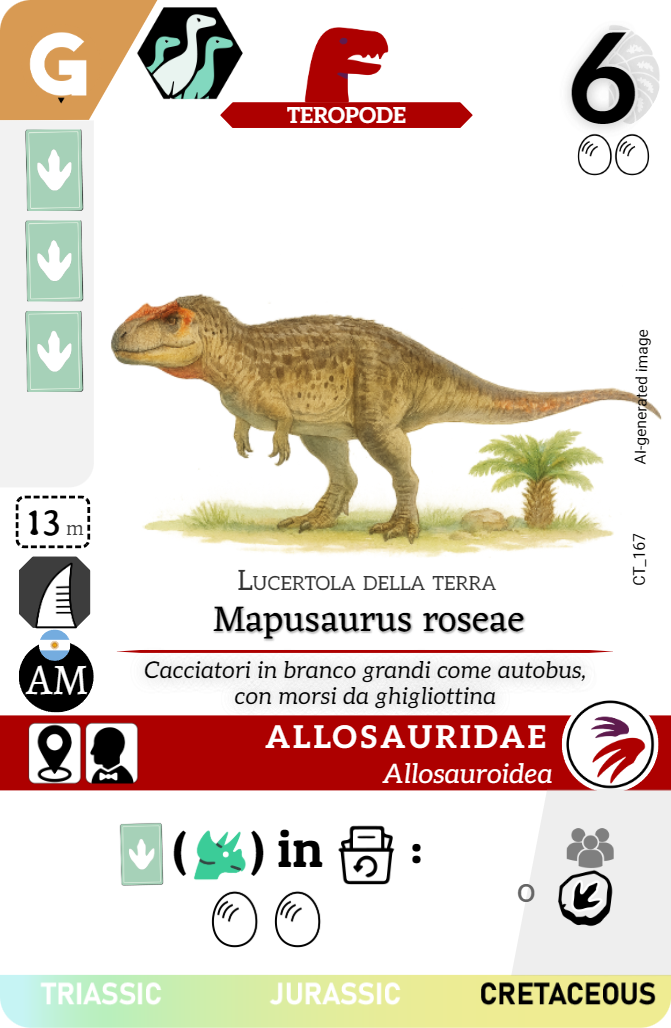 G
TEROPODE
6
AI-generated image
13 m
CT_167
LUCERTOLA DELLA TERRA
Mapusaurus roseae
AM
Cacciatori in branco grandi come autobus,
con morsi da ghigliottina
ALLOSAURIDAE
Allosauroidea
( ) in :
o
TRIASSIC JURASSIC CRETACEOUS